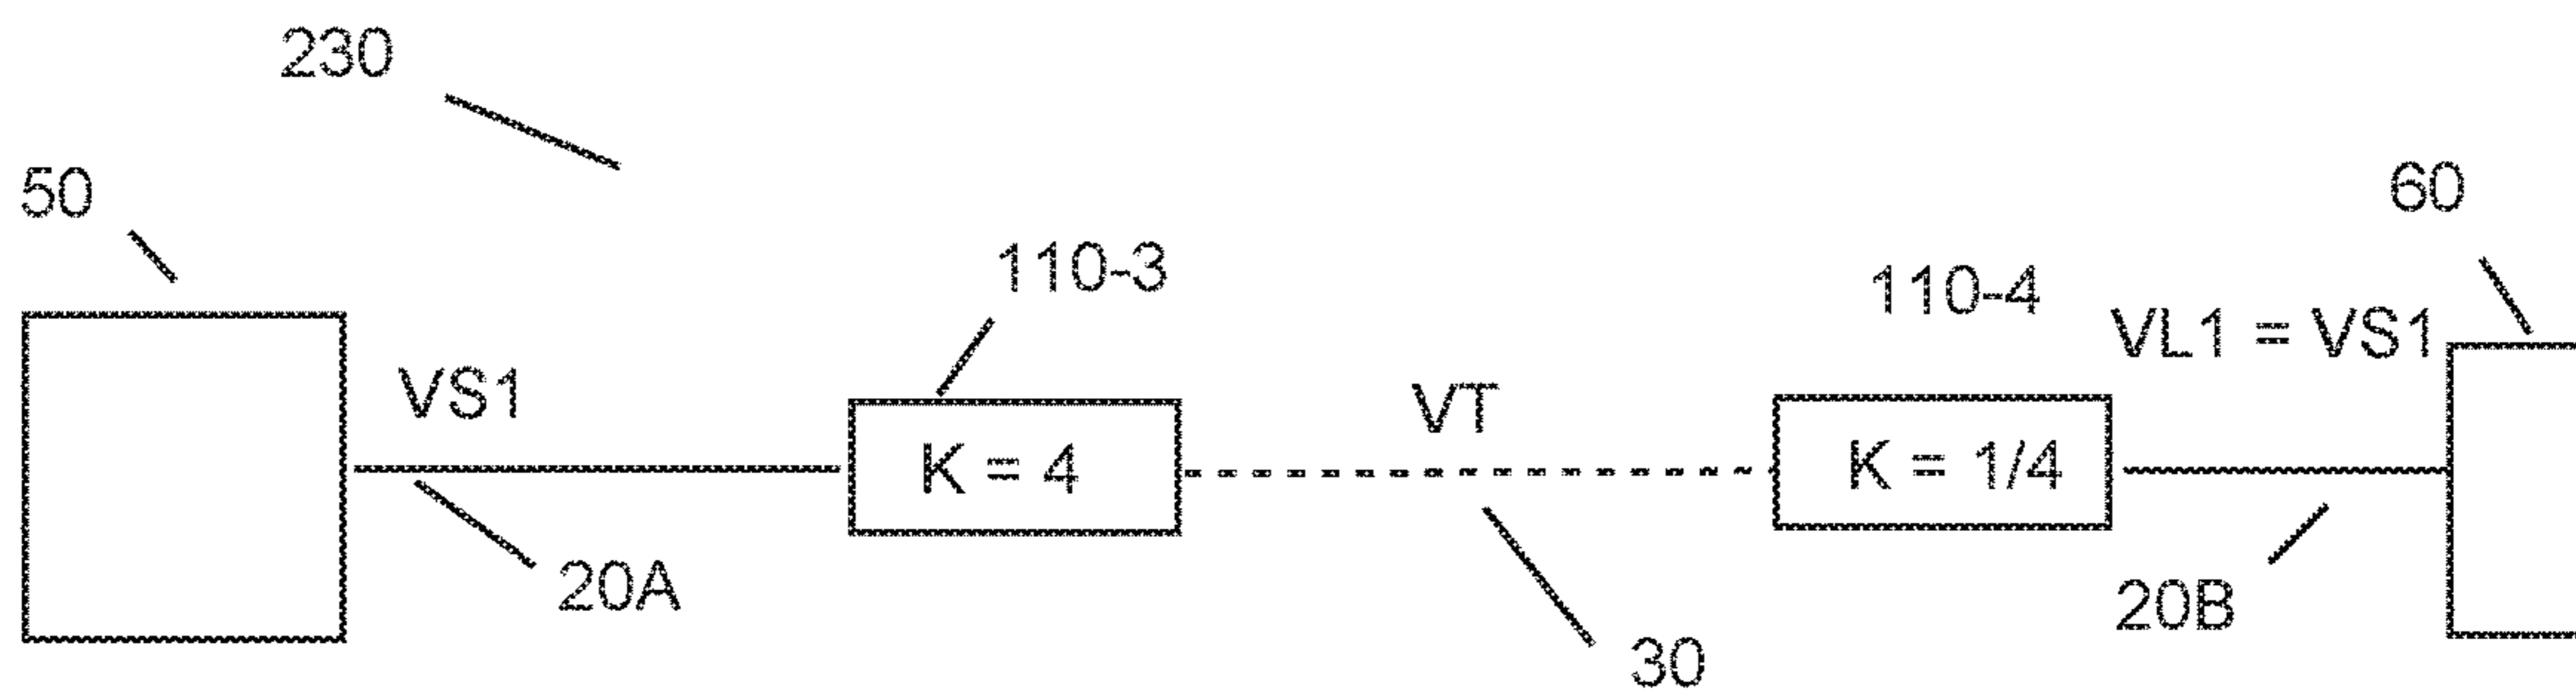 230
50
60
110-3
110-4
VL1 = VS1
VS1
VT
K = 4
K = 1/4
20A
20B
30